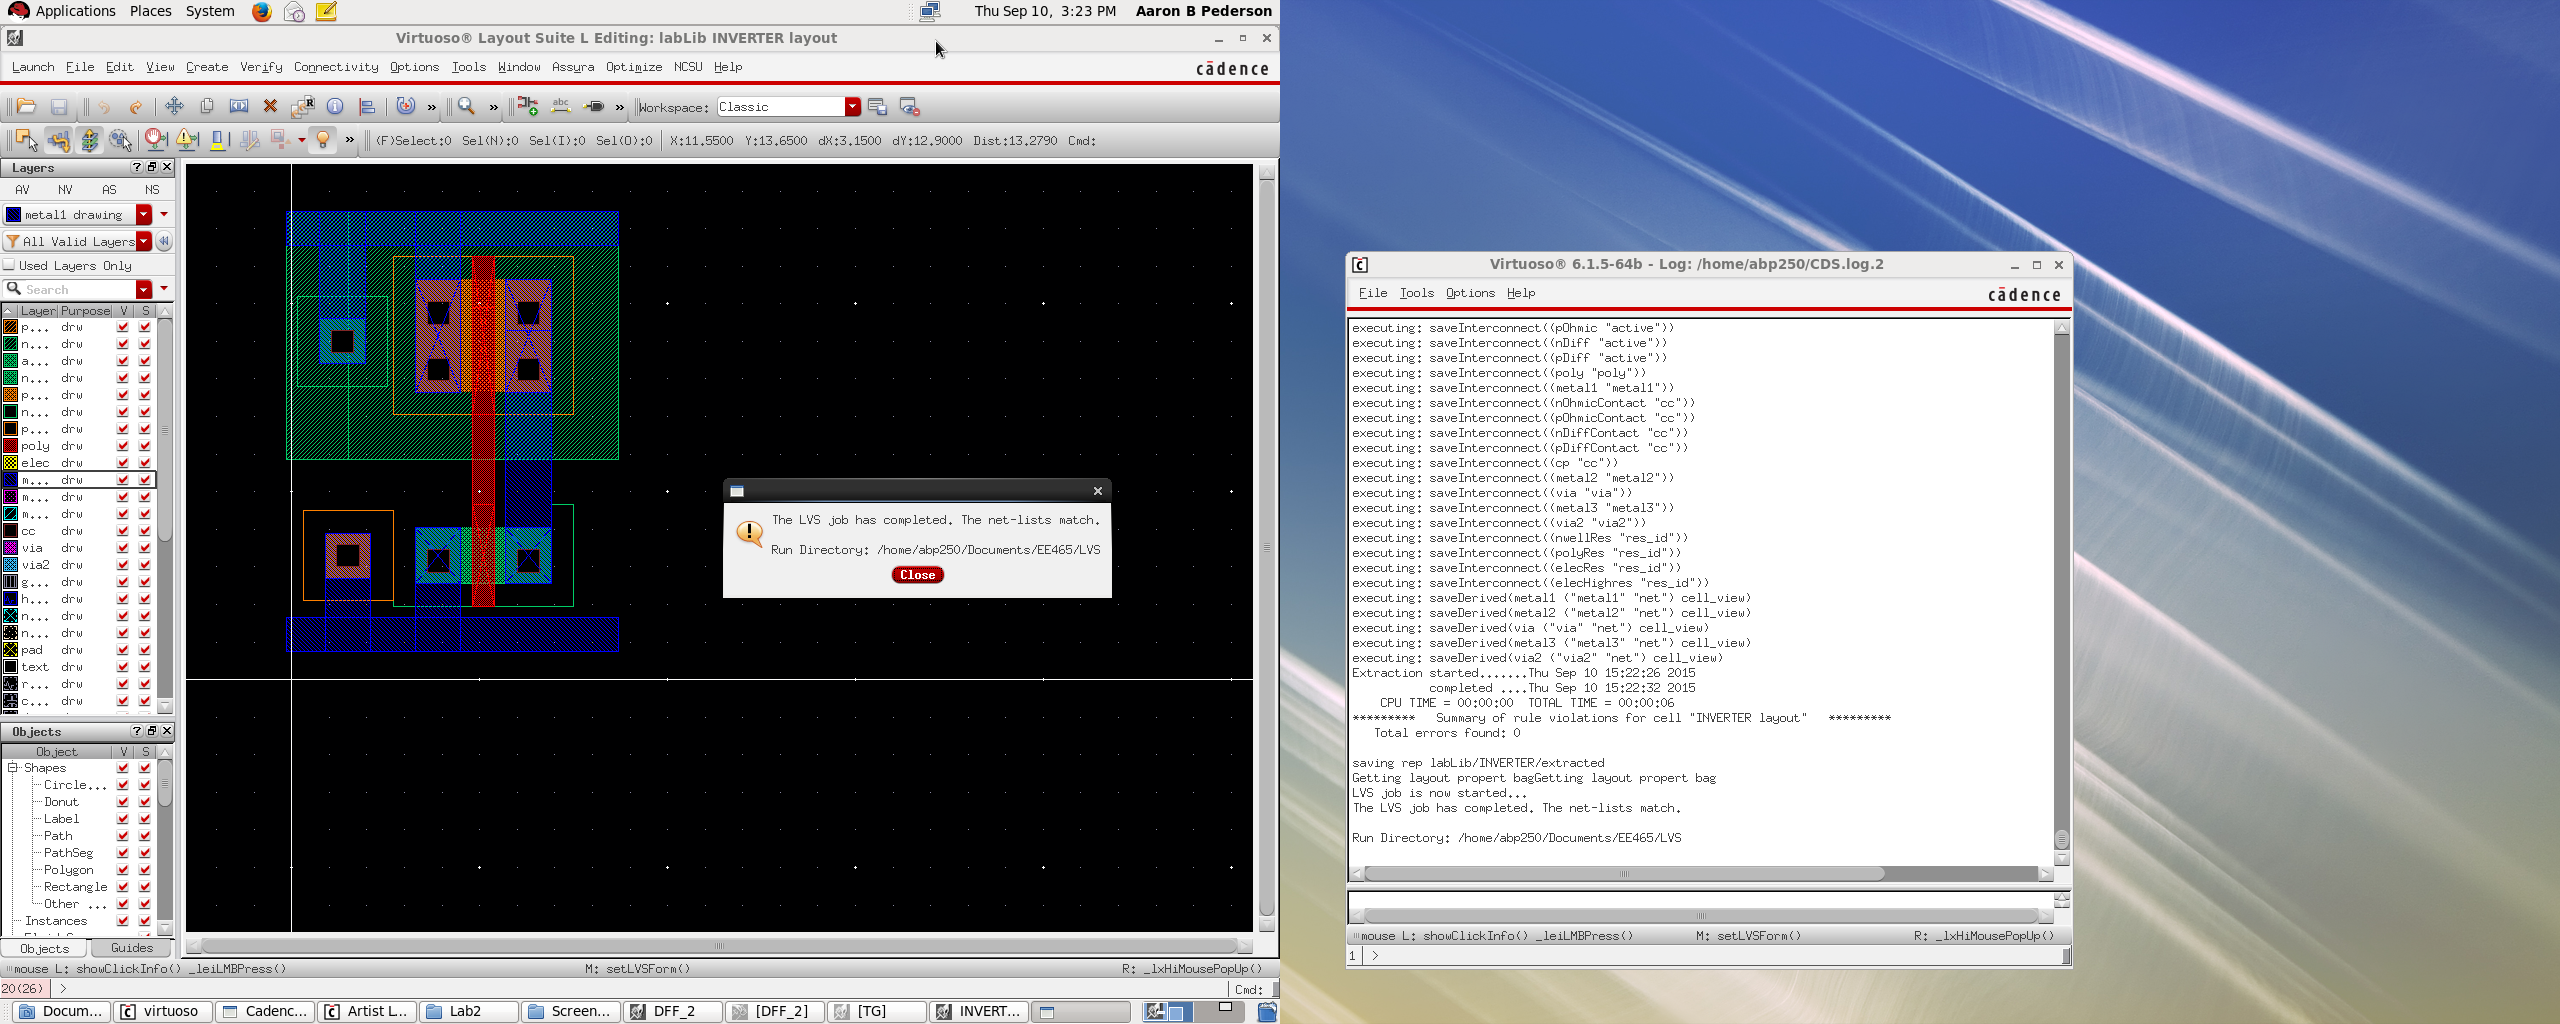 Applications Places System
Thu Sep 10, 3:23 PM Aaron B Pederson
Virtuoso® Layout Suite L Editing: labLib INVERTER layout
Launch File Edit View Create Verify Connectivity Options Tools Window Assura Optimize NCSU Help
cādence
Workspace: Classic
(F)Select:0 Sel(N):0 Sel(I):0 Sel(O):0 X:11.5500 Y:13.6500 dX:3.1500 dY:12.9000 Dist:13.2790 Cmd:
Layers
AV NV AS NS
metal1 drawing
All Valid Layers
Used Layers Only
Search
Layer Purpose V S
p... drw
n... drw
a... drw
n... drw
p... drw
n... drw
p... drw
poly drw
elec drw
m... drw
m... drw
m... drw
cc drw
via drw
via2 drw
g... drw
h... drw
n... drw
n... drw
pad drw
text drw
r... drw
c... drw
Objects
Object V S
Shapes
Circle...
Donut
Label
Path
PathSeg
Polygon
Rectangle
Other ...
Instances
Objects Guides
The LVS job has completed. The net-lists match.
Run Directory: /home/abp250/Documents/EE465/LVS
Close
mouse L: showClickInfo() _leiLMBPress() M: setLVSForm() R: _lxHiMousePopUp()
20(26) > Cmd:
Docum... virtuoso Cadenc... Artist L... Lab2 Screen... DFF_2 [DFF_2] [TG] INVERT...
Virtuoso® 6.1.5-64b - Log: /home/abp250/CDS.log.2
File Tools Options Help
cādence
executing: saveInterconnect((pOhmic "active"))
executing: saveInterconnect((nDiff "active"))
executing: saveInterconnect((pDiff "active"))
executing: saveInterconnect((poly "poly"))
executing: saveInterconnect((metal1 "metal1"))
executing: saveInterconnect((nOhmicContact "cc"))
executing: saveInterconnect((pOhmicContact "cc"))
executing: saveInterconnect((nDiffContact "cc"))
executing: saveInterconnect((pDiffContact "cc"))
executing: saveInterconnect((cp "cc"))
executing: saveInterconnect((metal2 "metal2"))
executing: saveInterconnect((via "via"))
executing: saveInterconnect((metal3 "metal3"))
executing: saveInterconnect((via2 "via2"))
executing: saveInterconnect((nwellRes "res_id"))
executing: saveInterconnect((polyRes "res_id"))
executing: saveInterconnect((elecRes "res_id"))
executing: saveInterconnect((elecHighres "res_id"))
executing: saveDerived(metal1 ("metal1" "net") cell_view)
executing: saveDerived(metal2 ("metal2" "net") cell_view)
executing: saveDerived(via ("via" "net") cell_view)
executing: saveDerived(metal3 ("metal3" "net") cell_view)
executing: saveDerived(via2 ("via2" "net") cell_view)
Extraction started.......Thu Sep 10 15:22:26 2015
completed ....Thu Sep 10 15:22:32 2015
CPU TIME = 00:00:00 TOTAL TIME = 00:00:06
********* Summary of rule violations for cell "INVERTER layout" *********
Total errors found: 0
saving rep labLib/INVERTER/extracted
Getting layout propert bagGetting layout propert bag
LVS job is now started...
The LVS job has completed. The net-lists match.
Run Directory: /home/abp250/Documents/EE465/LVS
mouse L: showClickInfo() _leiLMBPress() M: setLVSForm() R: _lxHiMousePopUp()
1 >